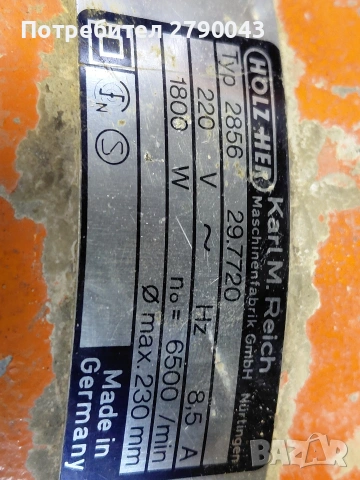 Потребител 2790043
HOLZ-HER Karl M. Reich
Maschinenfabrik GmbH Nürtingen
Typ 2856 29.7720
220 V ~ Hz 8,5 A
1800 W n₀ = 6500 /min
Ø max. 230 mm
fN S
Made in
Germany
BAZAR